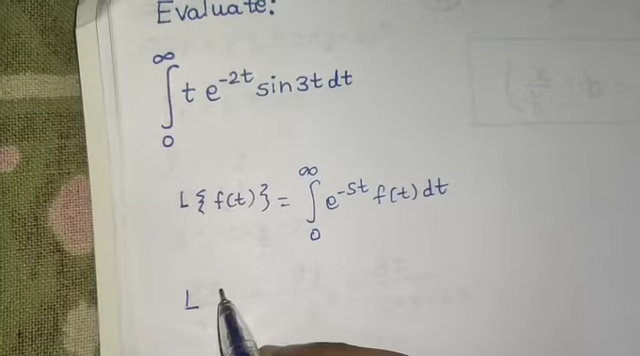 Evaluate:
∫₀^∞ t e^{-2t} sin3t dt
L{f(t)} = ∫₀^∞ e^{-st} f(t) dt
L